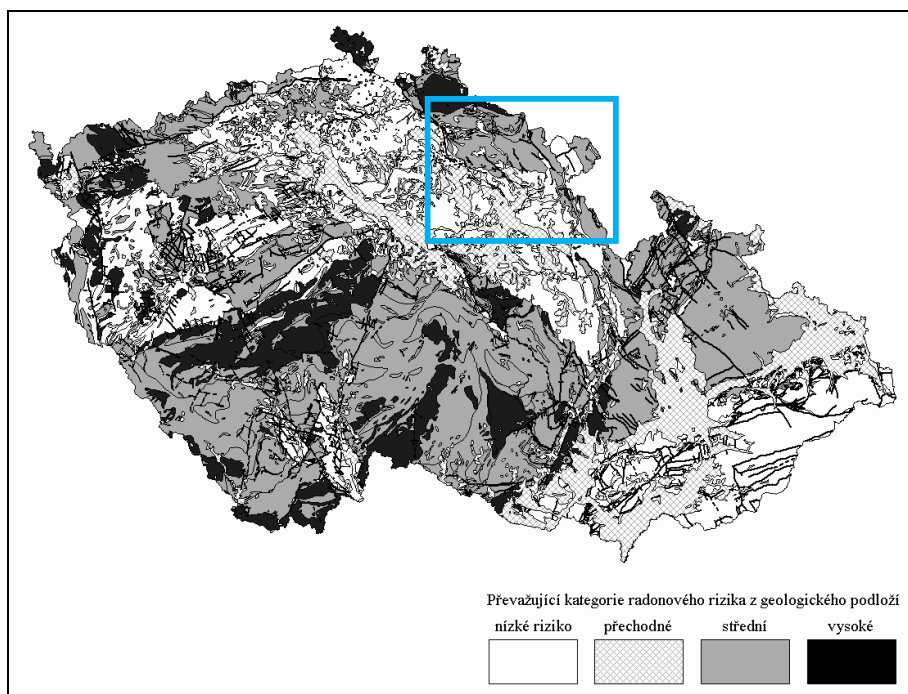 Převažující kategorie radonového rizika z geologického podloží
nízké riziko přechodné střední vysoké